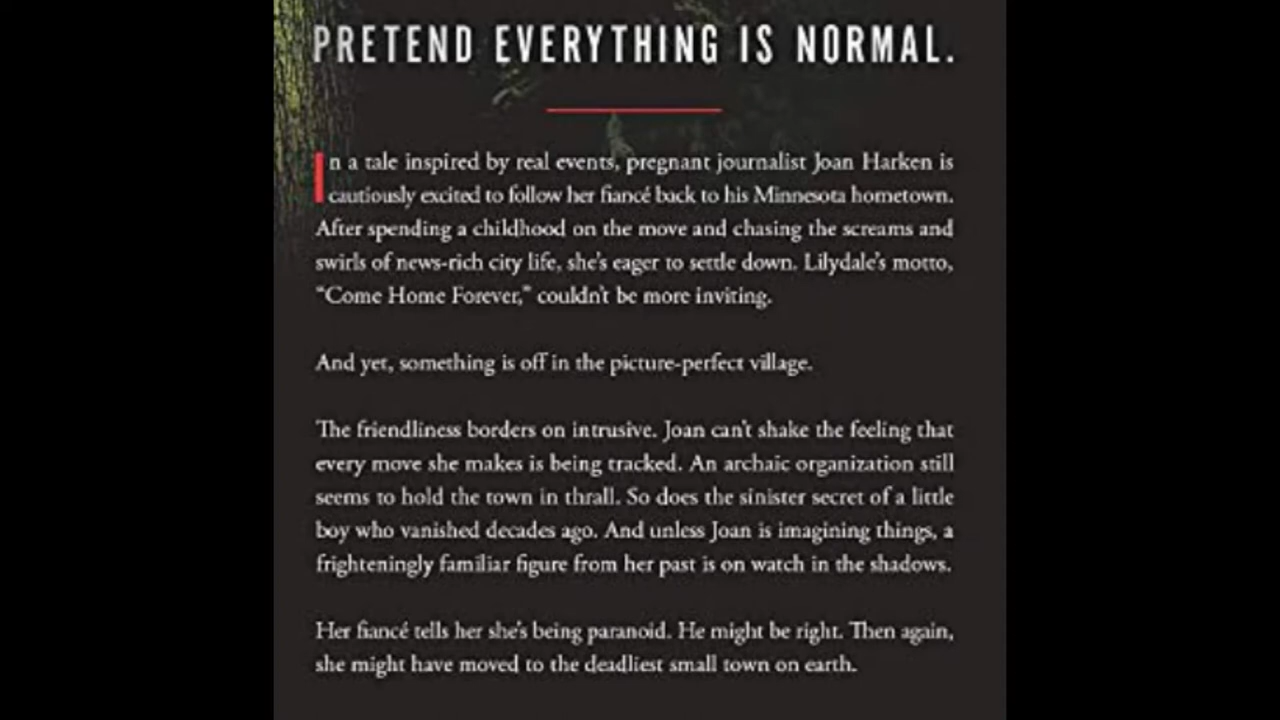 PRETEND EVERYTHING IS NORMAL.
In a tale inspired by real events, pregnant journalist Joan Harken is
cautiously excited to follow her fiancé back to his Minnesota hometown.
After spending a childhood on the move and chasing the screams and
swirls of news-rich city life, she's eager to settle down. Lilydale's motto,
“Come Home Forever,” couldn't be more inviting.
And yet, something is off in the picture-perfect village.
The friendliness borders on intrusive. Joan can't shake the feeling that
every move she makes is being tracked. An archaic organization still
seems to hold the town in thrall. So does the sinister secret of a little
boy who vanished decades ago. And unless Joan is imagining things, a
frighteningly familiar figure from her past is on watch in the shadows.
Her fiancé tells her she's being paranoid. He might be right. Then again,
she might have moved to the deadliest small town on earth.